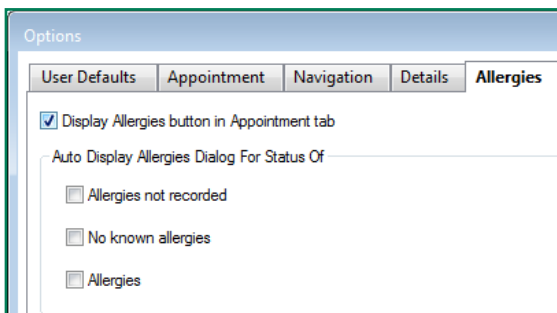 Options
User Defaults Appointment Navigation Details Allergies
Display Allergies button in Appointment tab
Auto Display Allergies Dialog For Status Of
Allergies not recorded
No known allergies
Allergies